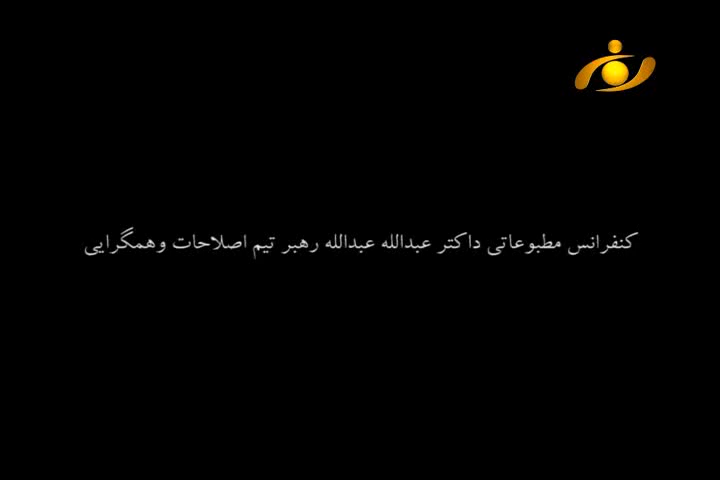 کنفرانس مطبوعاتی داکتر عبدالله عبدالله رهبر تیم اصلاحات وهمگرایی